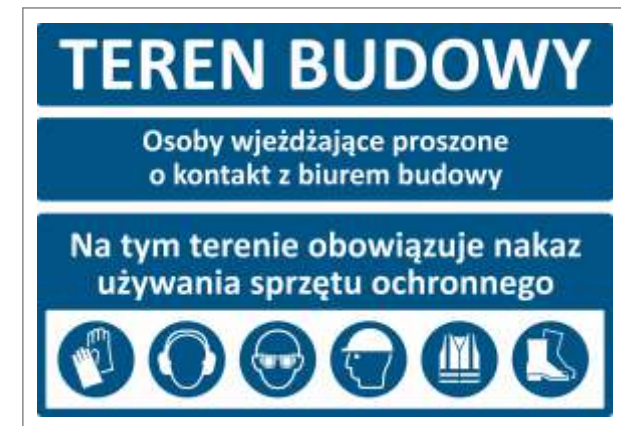 TEREN BUDOWY
Osoby wjeżdżające proszone
o kontakt z biurem budowy
Na tym terenie obowiązuje nakaz
używania sprzętu ochronnego